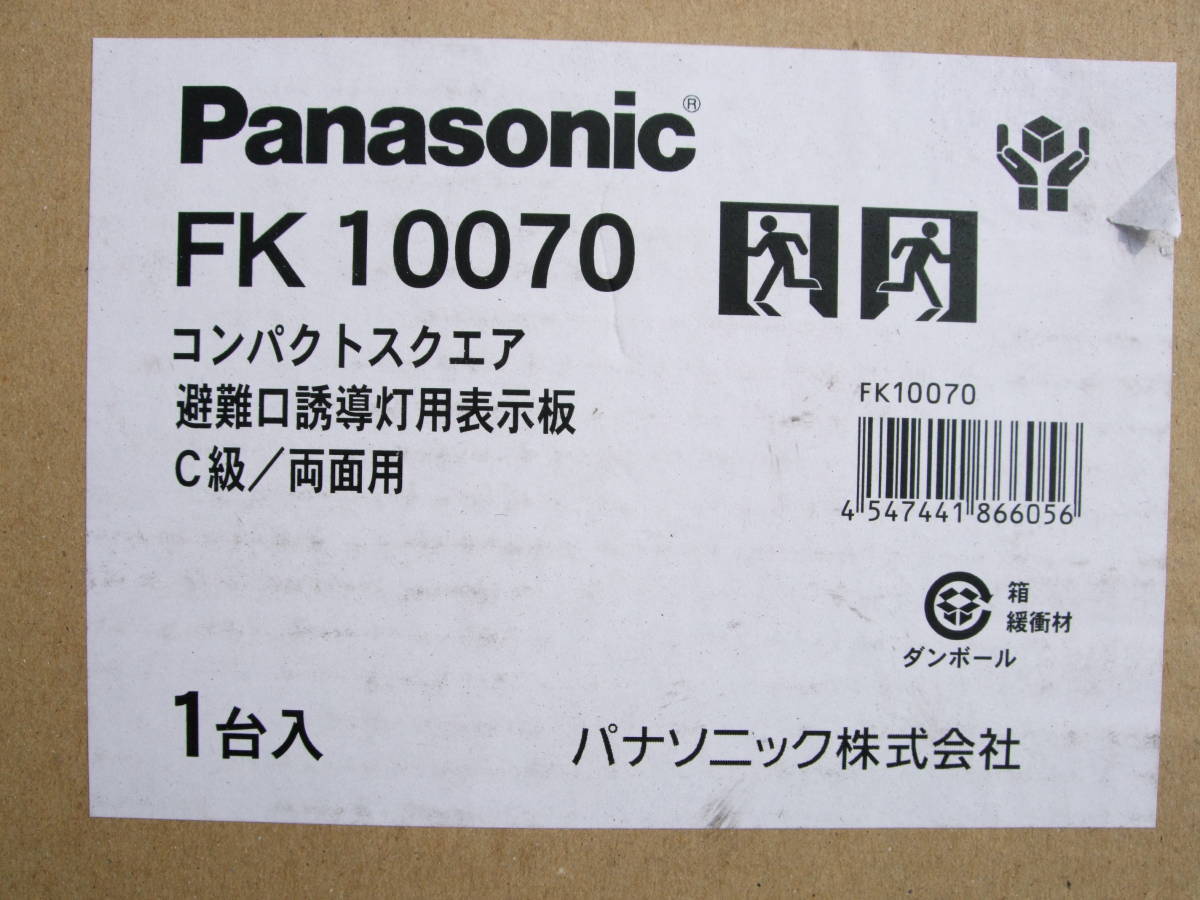 Panasonic®
FK 10070
コンパクトスクエア
避難口誘導灯用表示板
C級／両面用
FK10070
4 547441 866056
箱
緩衝材
ダンボール
1台入
パナソニック株式会社